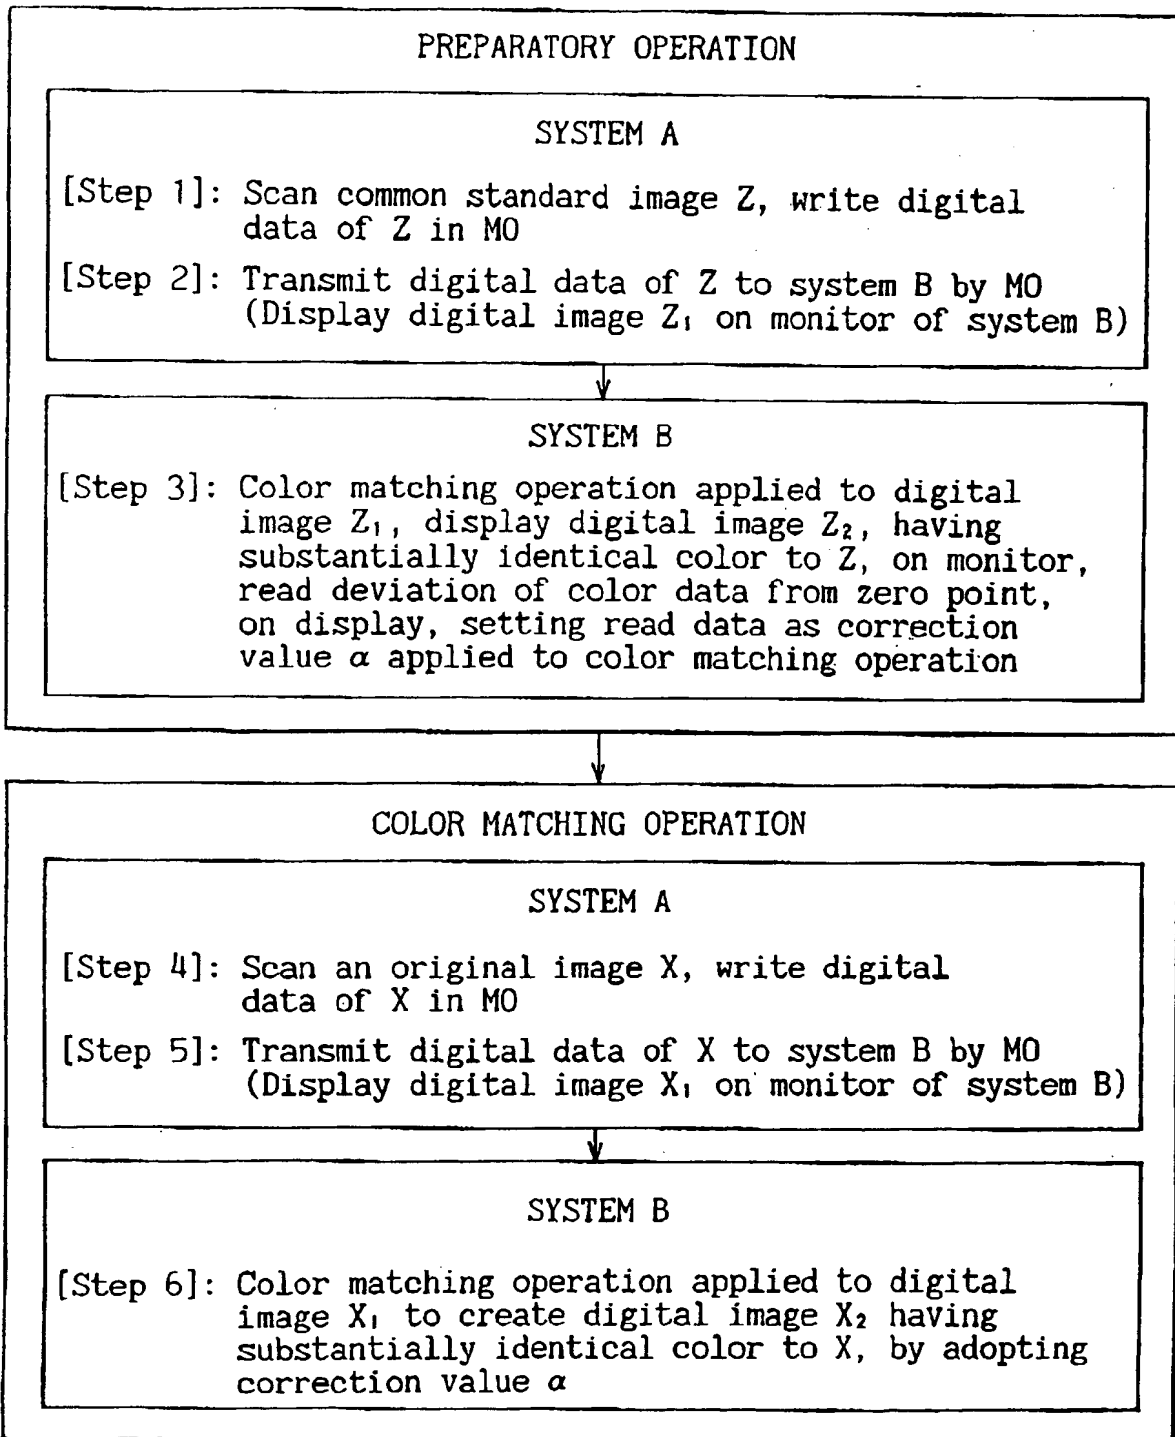 PREPARATORY OPERATION
SYSTEM A
[Step 1]: Scan common standard image Z, write digital
data of Z in MO
[Step 2]: Transmit digital data of Z to system B by MO
(Display digital image Z₁ on monitor of system B)
SYSTEM B
[Step 3]: Color matching operation applied to digital
image Z₁, display digital image Z₂, having
substantially identical color to Z, on monitor,
read deviation of color data from zero point,
on display, setting read data as correction
value α applied to color matching operation
COLOR MATCHING OPERATION
SYSTEM A
[Step 4]: Scan an original image X, write digital
data of X in MO
[Step 5]: Transmit digital data of X to system B by MO
(Display digital image X₁ on monitor of system B)
SYSTEM B
[Step 6]: Color matching operation applied to digital
image X₁ to create digital image X₂ having
substantially identical color to X, by adopting
correction value α